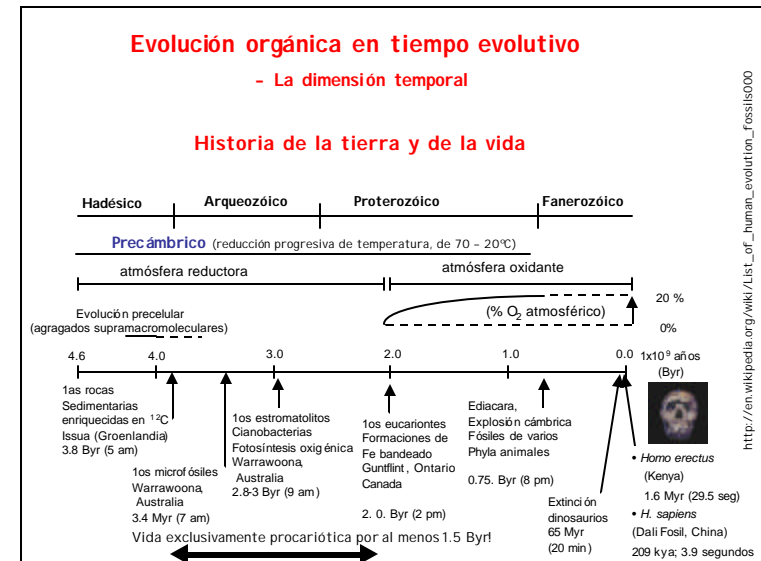 Evolución orgánica en tiempo evolutivo
– La dimensión temporal
Historia de la tierra y de la vida
Hadésico Arqueozóico Proterozóico Fanerozóico
Precámbrico (reducción progresiva de temperatura, de 70 – 20ºC)
atmósfera reductora atmósfera oxidante
(% O2 atmosférico)
20 %
0%
Evolución precelular
(agragados supramacromoleculares)
4.6 4.0 3.0 2.0 1.0 0.0 1x10⁹ años
(Byr)
1as rocas
Sedimentarias
enriquecidas en ¹²C
Issua (Groenlandia)
3.8 Byr (5 am)
1os microfósiles
Warrawoona,
Australia
3.4 Myr (7 am)
1os estromatolitos
Cianobacterias
Fotosíntesis oxigénica
Warrawoona,
Australia
2.8-3 Byr (9 am)
1os eucariontes
Formaciones de
Fe bandeado
Guntflint, Ontario
Canada
2. 0. Byr (2 pm)
Ediacara,
Explosión cámbrica
Fósiles de varios
Phyla animales
0.75. Byr (8 pm)
Extinción
dinosaurios
65 Myr
(20 min)
• Homo erectus
(Kenya)
1.6 Myr (29.5 seg)
• H. sapiens
(Dali Fosil, China)
209 kya; 3.9 segundos
Vida exclusivamente procariótica por al menos 1.5 Byr!
http://en.wikipedia.org/wiki/List_of_human_evolution_fossils000